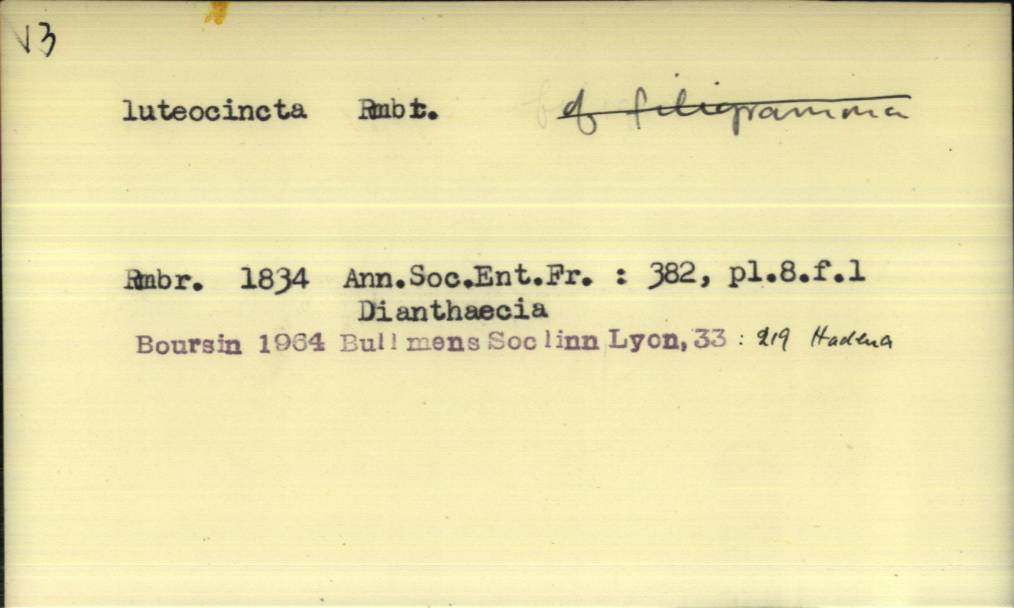 V3
luteocincta Rmbr. of filigramma
Rmbr. 1834 Ann.Soc.Ent.Fr. : 382, pl.8.f.1
Dianthaecia
Boursin 1964 Bull mens Soc linn Lyon, 33 : 219 Hadena